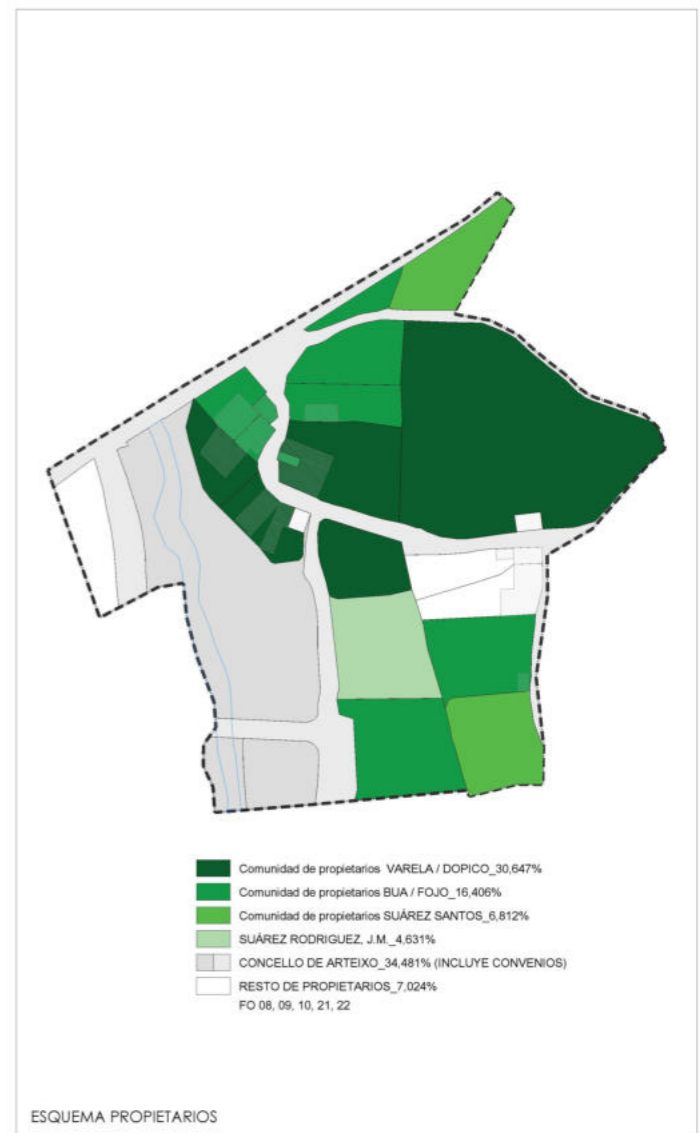 Comunidad de propietarios VARELA / DOPICO_30,647%
Comunidad de propietarios BUA / FOJO_16,406%
Comunidad de propietarios SUÁREZ SANTOS_6,812%
SUÁREZ RODRIGUEZ, J.M._4,631%
CONCELLO DE ARTEIXO_34,481% (INCLUYE CONVENIOS)
RESTO DE PROPIETARIOS_7,024%
FO 08, 09, 10, 21, 22
ESQUEMA PROPIETARIOS